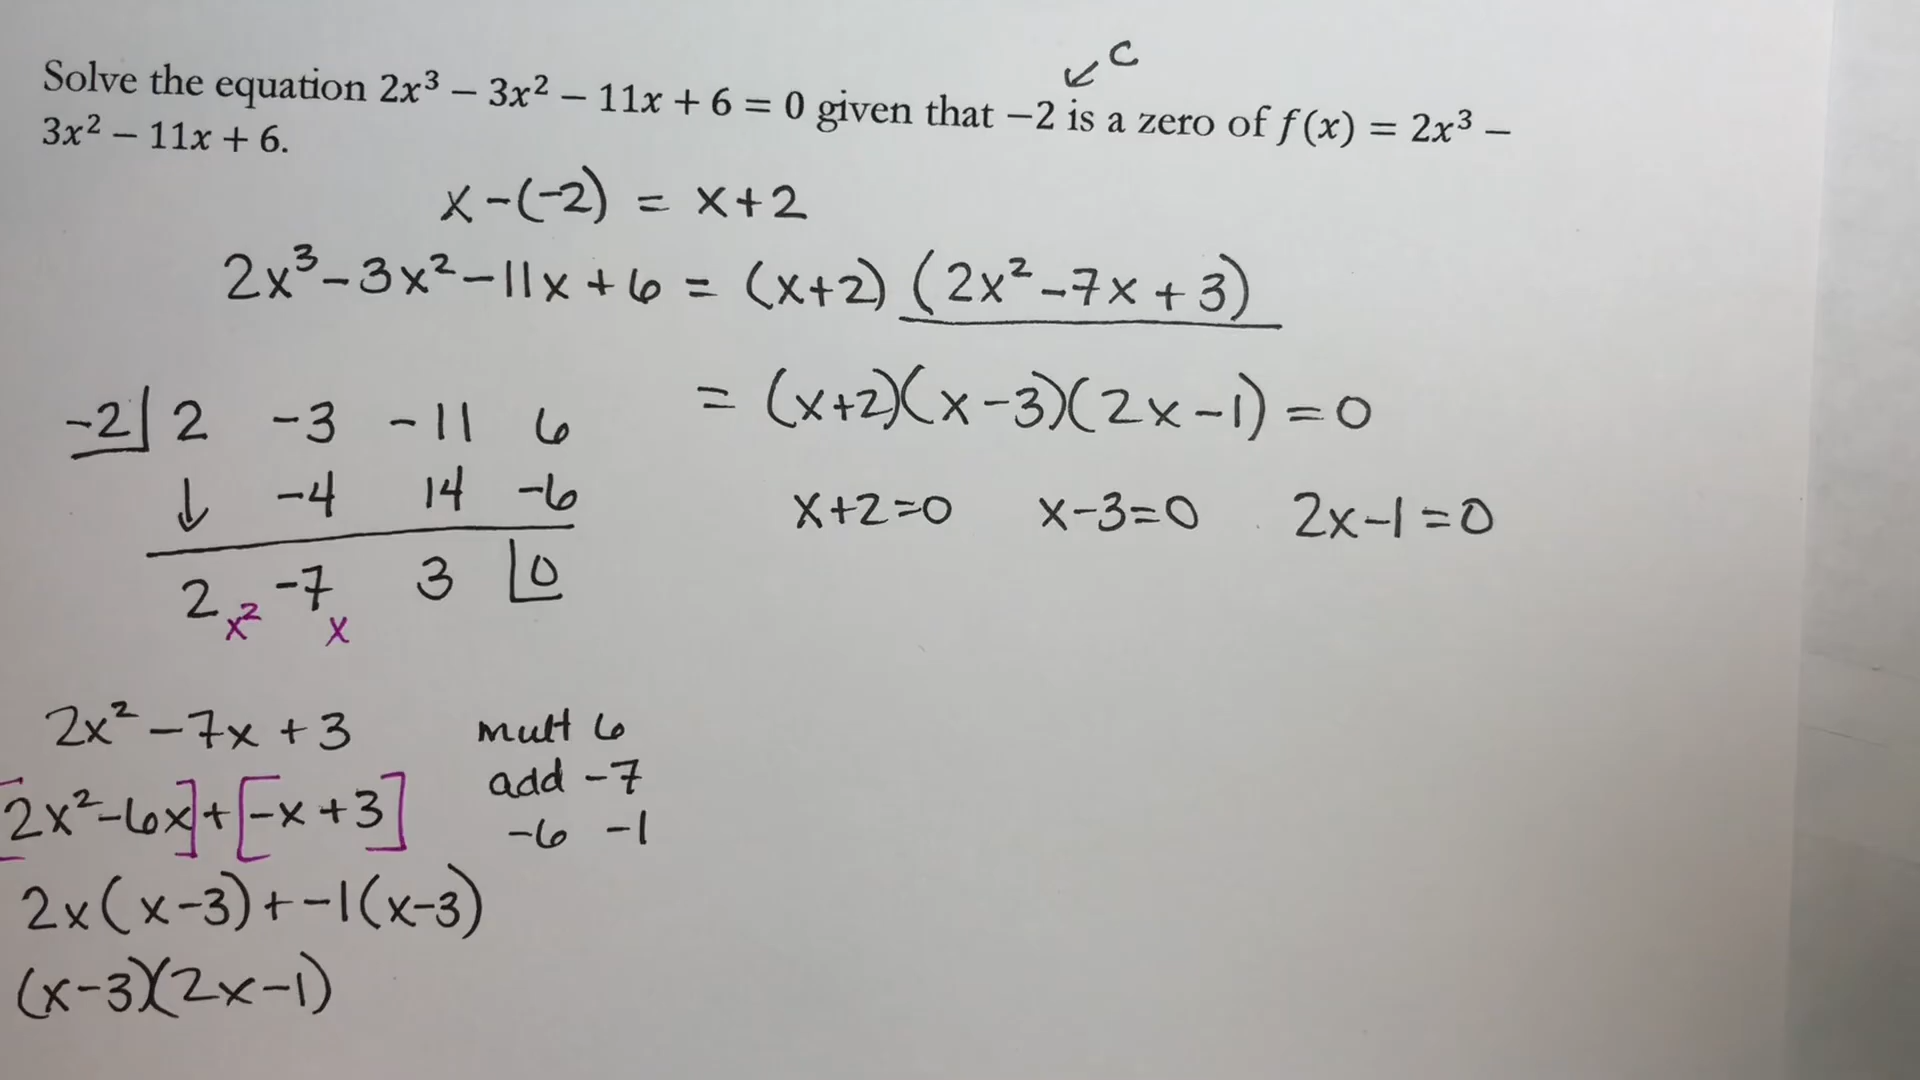 C
Solve the equation 2x³ − 3x² − 11x + 6 = 0 given that −2 is a zero of f(x) = 2x³ −
3x² − 11x + 6.
x-(-2) = x+2
2x³-3x²-11x+6 = (x+2)(2x²-7x+3)
= (x+2)(x-3)(2x-1)=0
-2| 2 -3 -11 6
↓ -4 14 -6
2x² -7x 3 |0
x+2=0 x-3=0 2x-1=0
2x²-7x+3
[2x²-6x]+[-x+3]
2x(x-3)+-1(x-3)
(x-3)(2x-1)
mult 6
add -7
-6 -1